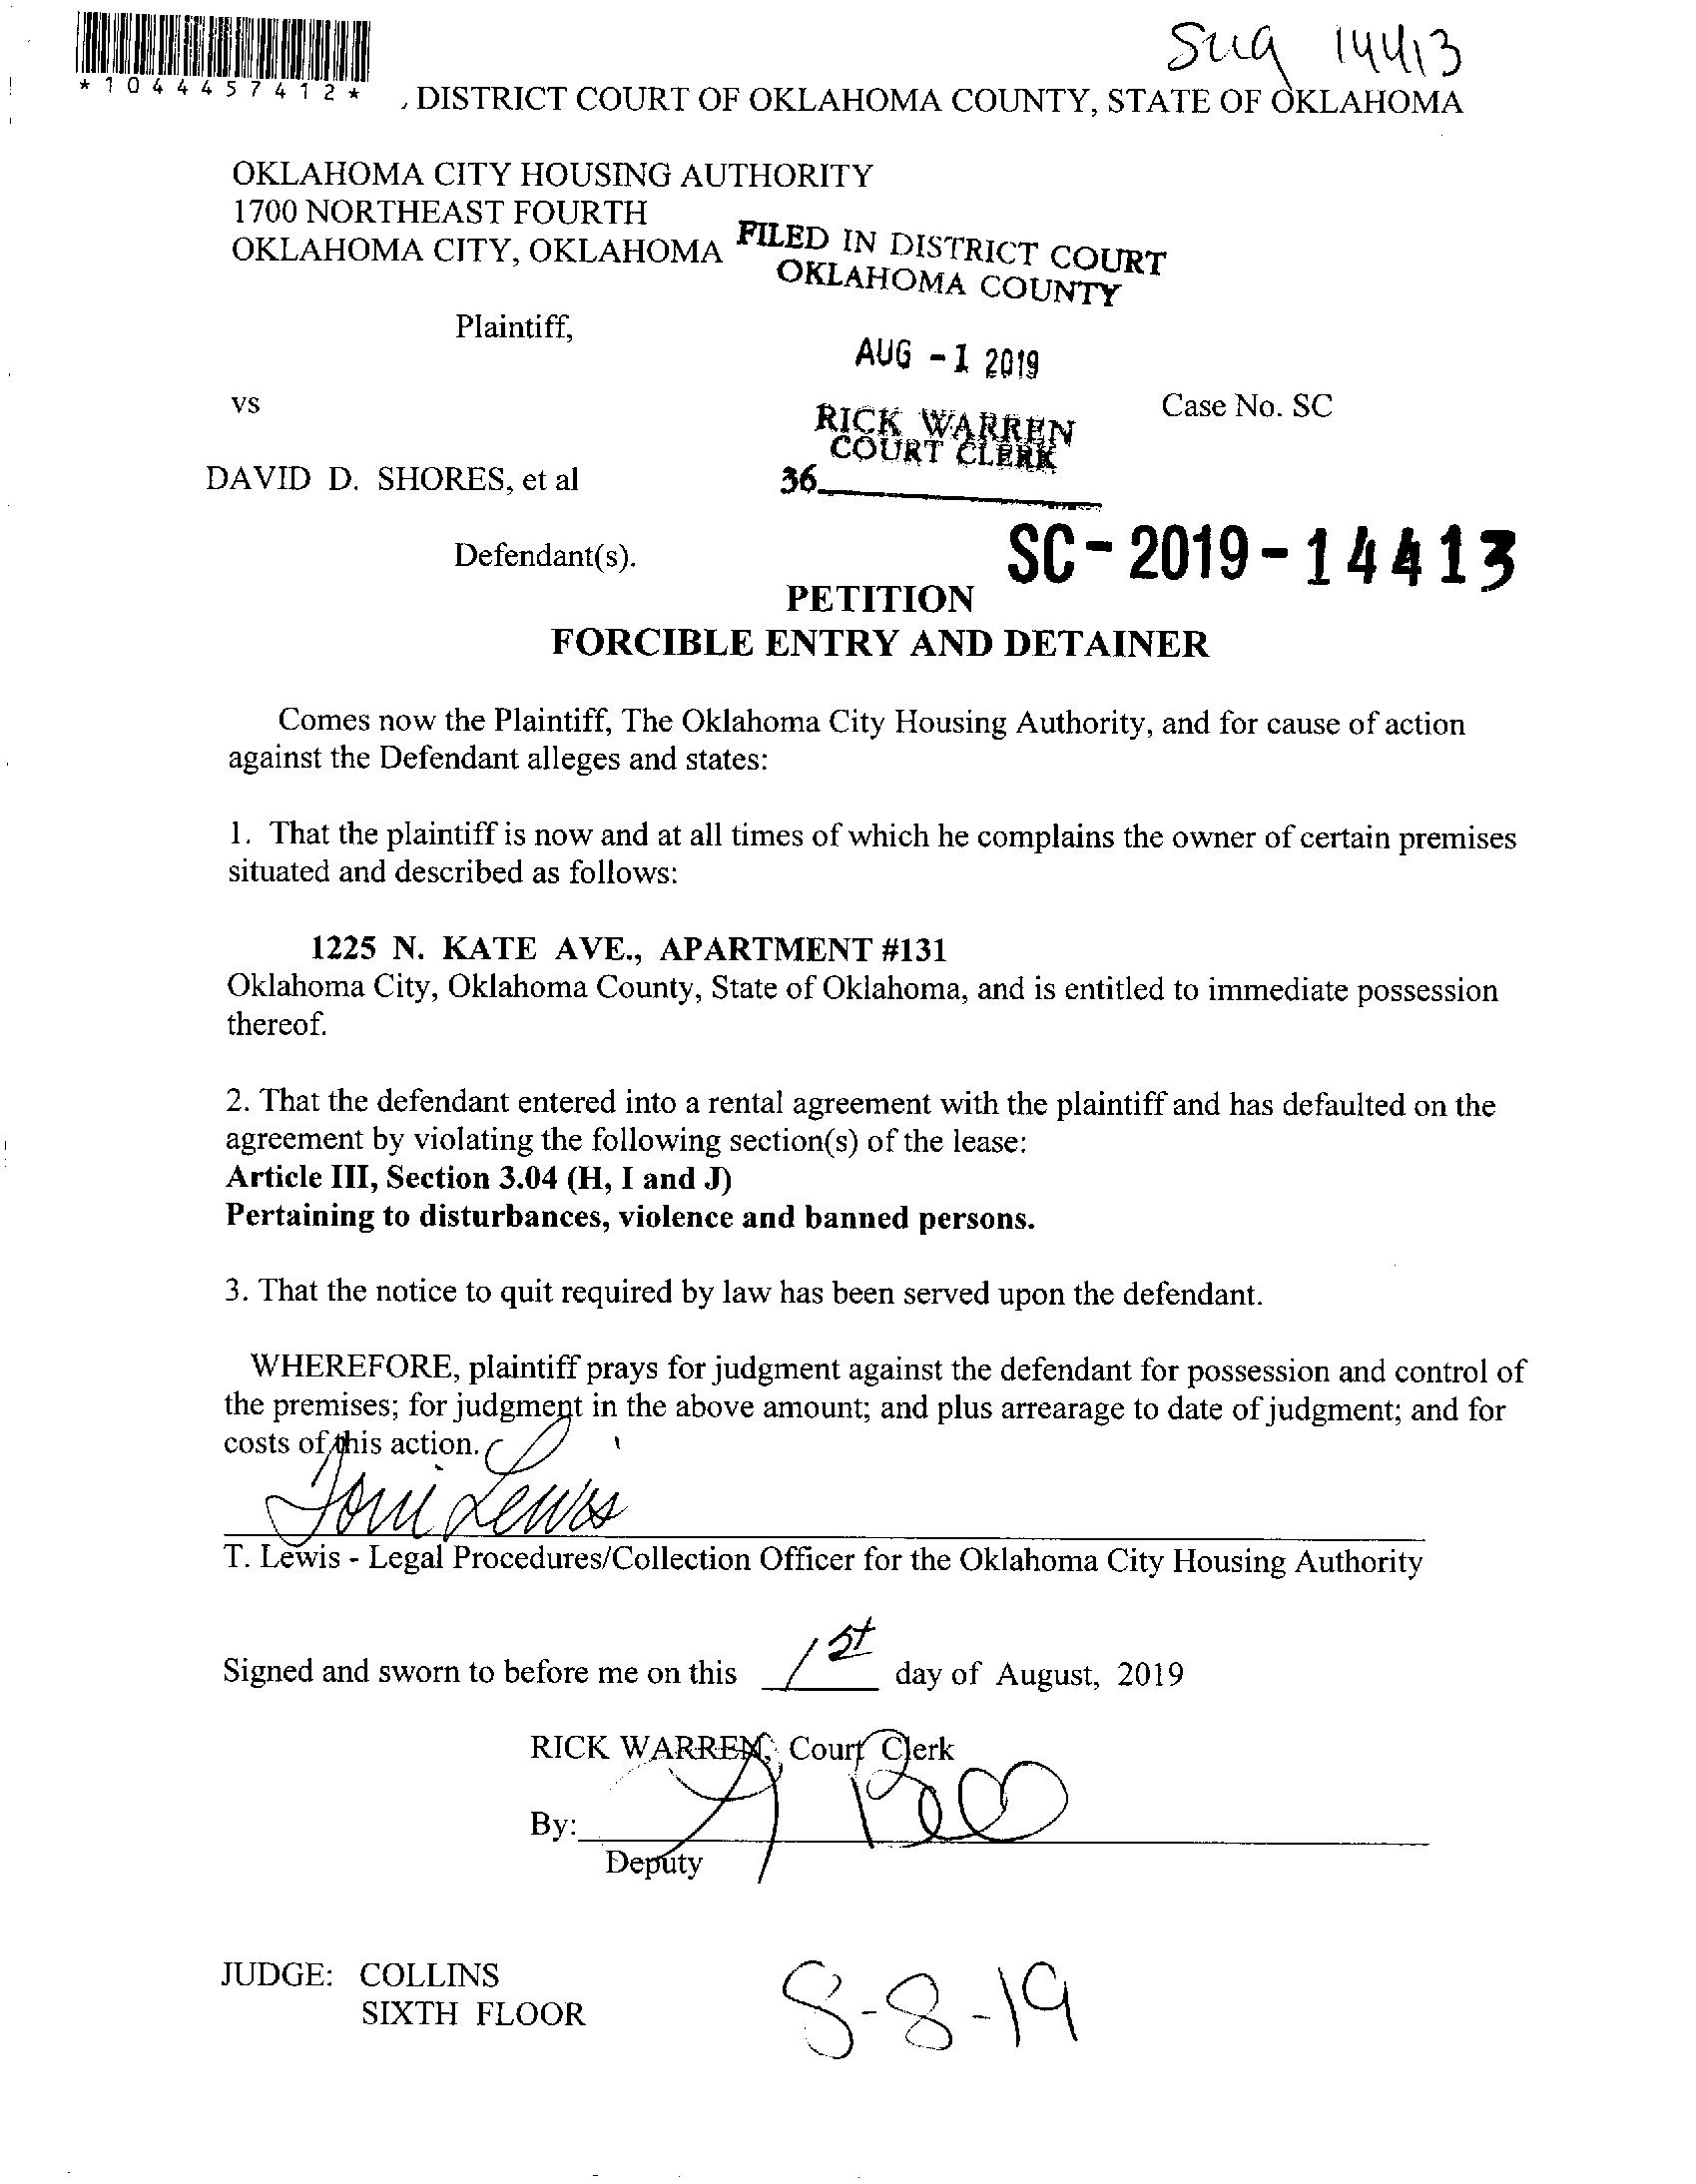 Sug 14413
*1044457412*
, DISTRICT COURT OF OKLAHOMA COUNTY, STATE OF OKLAHOMA
OKLAHOMA CITY HOUSING AUTHORITY
1700 NORTHEAST FOURTH
OKLAHOMA CITY, OKLAHOMA
FILED IN DISTRICT COURT
OKLAHOMA COUNTY
Plaintiff,
AUG -1 2019
vs
RICK WARREN
COURT CLERK
Case No. SC
DAVID D. SHORES, et al
36
Defendant(s).
SC-2019-14413
PETITION
FORCIBLE ENTRY AND DETAINER
Comes now the Plaintiff, The Oklahoma City Housing Authority, and for cause of action
against the Defendant alleges and states:
1. That the plaintiff is now and at all times of which he complains the owner of certain premises
situated and described as follows:
1225 N. KATE AVE., APARTMENT #131
Oklahoma City, Oklahoma County, State of Oklahoma, and is entitled to immediate possession
thereof.
2. That the defendant entered into a rental agreement with the plaintiff and has defaulted on the
agreement by violating the following section(s) of the lease:
Article III, Section 3.04 (H, I and J)
Pertaining to disturbances, violence and banned persons.
3. That the notice to quit required by law has been served upon the defendant.
WHEREFORE, plaintiff prays for judgment against the defendant for possession and control of
the premises; for judgment in the above amount; and plus arrearage to date of judgment; and for
costs of this action.
Toni Lewis
T. Lewis - Legal Procedures/Collection Officer for the Oklahoma City Housing Authority
Signed and sworn to before me on this 1st day of August, 2019
RICK WARREN, Court Clerk
By:
Deputy
JUDGE: COLLINS
SIXTH FLOOR
8-8-19